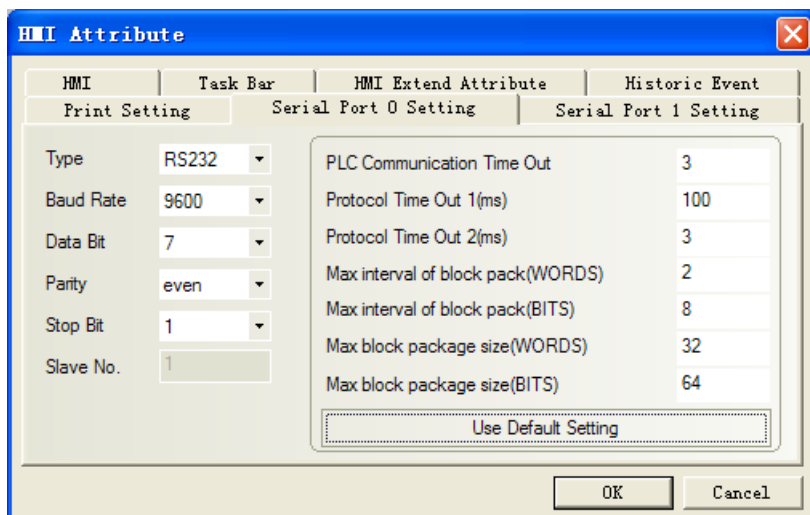 HMI Attribute
HMI Task Bar HMI Extend Attribute Historic Event
Print Setting Serial Port 0 Setting Serial Port 1 Setting
Type RS232
Baud Rate 9600
Data Bit 7
Parity even
Stop Bit 1
Slave No. 1
PLC Communication Time Out 3
Protocol Time Out 1(ms) 100
Protocol Time Out 2(ms) 3
Max interval of block pack(WORDS) 2
Max interval of block pack(BITS) 8
Max block package size(WORDS) 32
Max block package size(BITS) 64
Use Default Setting
OK Cancel